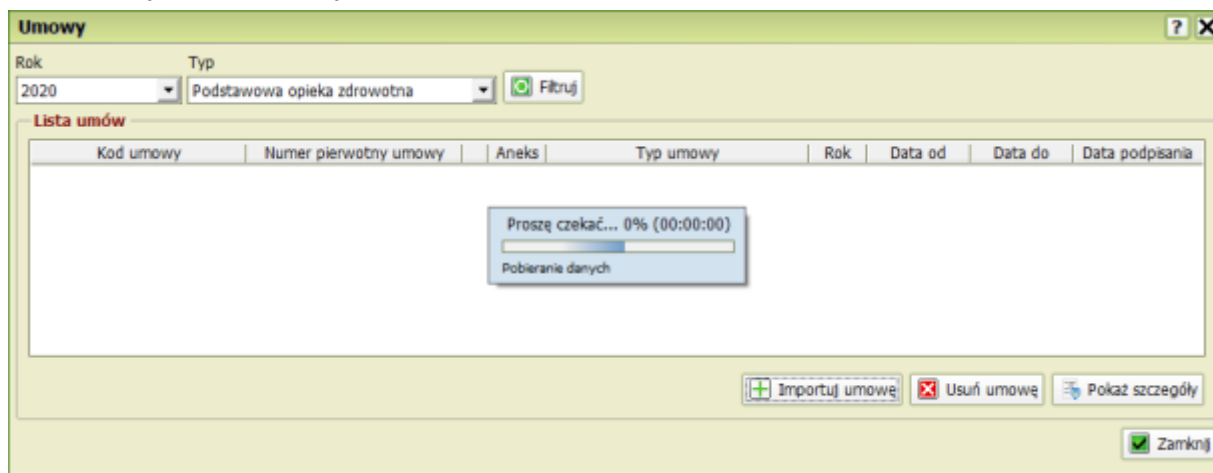 Umowy
Rok Typ
2020 Podstawowa opieka zdrowotna Filtruj
Lista umów
Kod umowy Numer pierwotny umowy Aneks Typ umowy Rok Data od Data do Data podpisania
Proszę czekać... 0% (00:00:00)
Pobieranie danych
Importuj umowę Usuń umowę Pokaż szczegóły
Zamknij